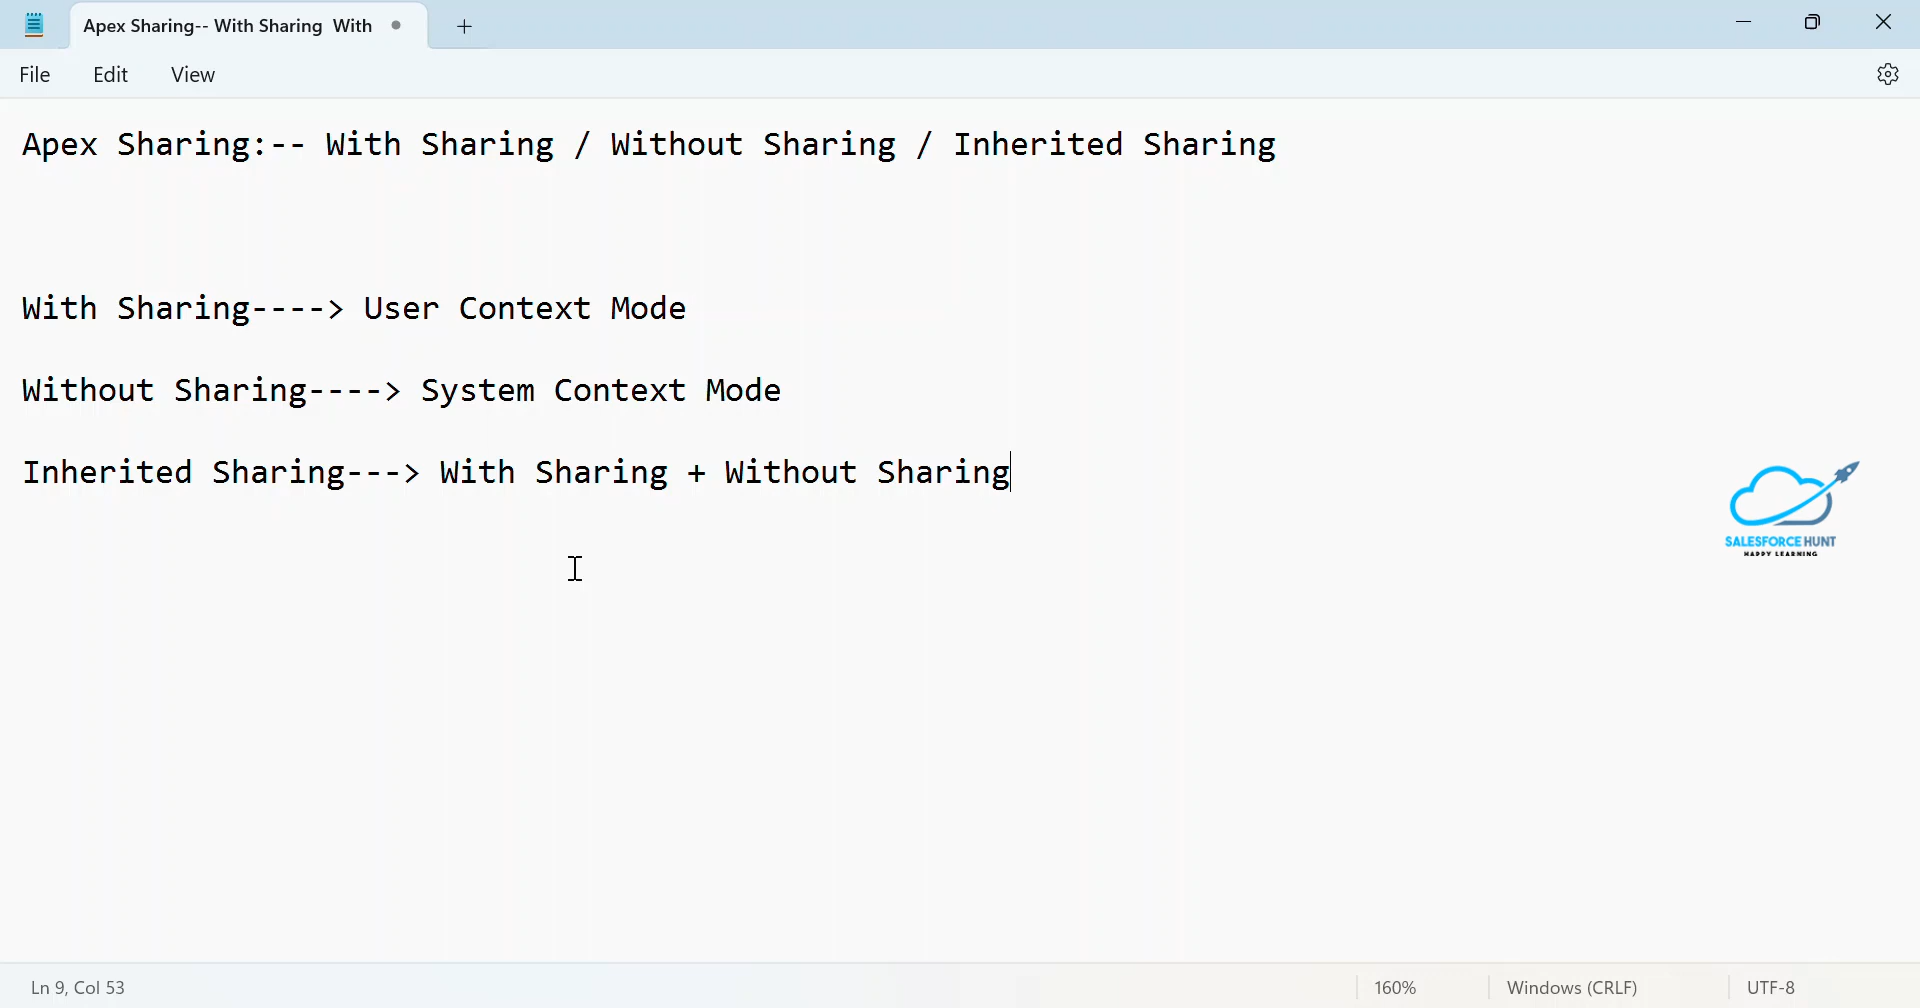 Apex Sharing-- With Sharing With
File Edit View
Apex Sharing:-- With Sharing / Without Sharing / Inherited Sharing
With Sharing----> User Context Mode
Without Sharing----> System Context Mode
Inherited Sharing---> With Sharing + Without Sharing
SALESFORCE HUNT
HAPPY LEARNING
Ln 9, Col 53 160% Windows (CRLF) UTF-8